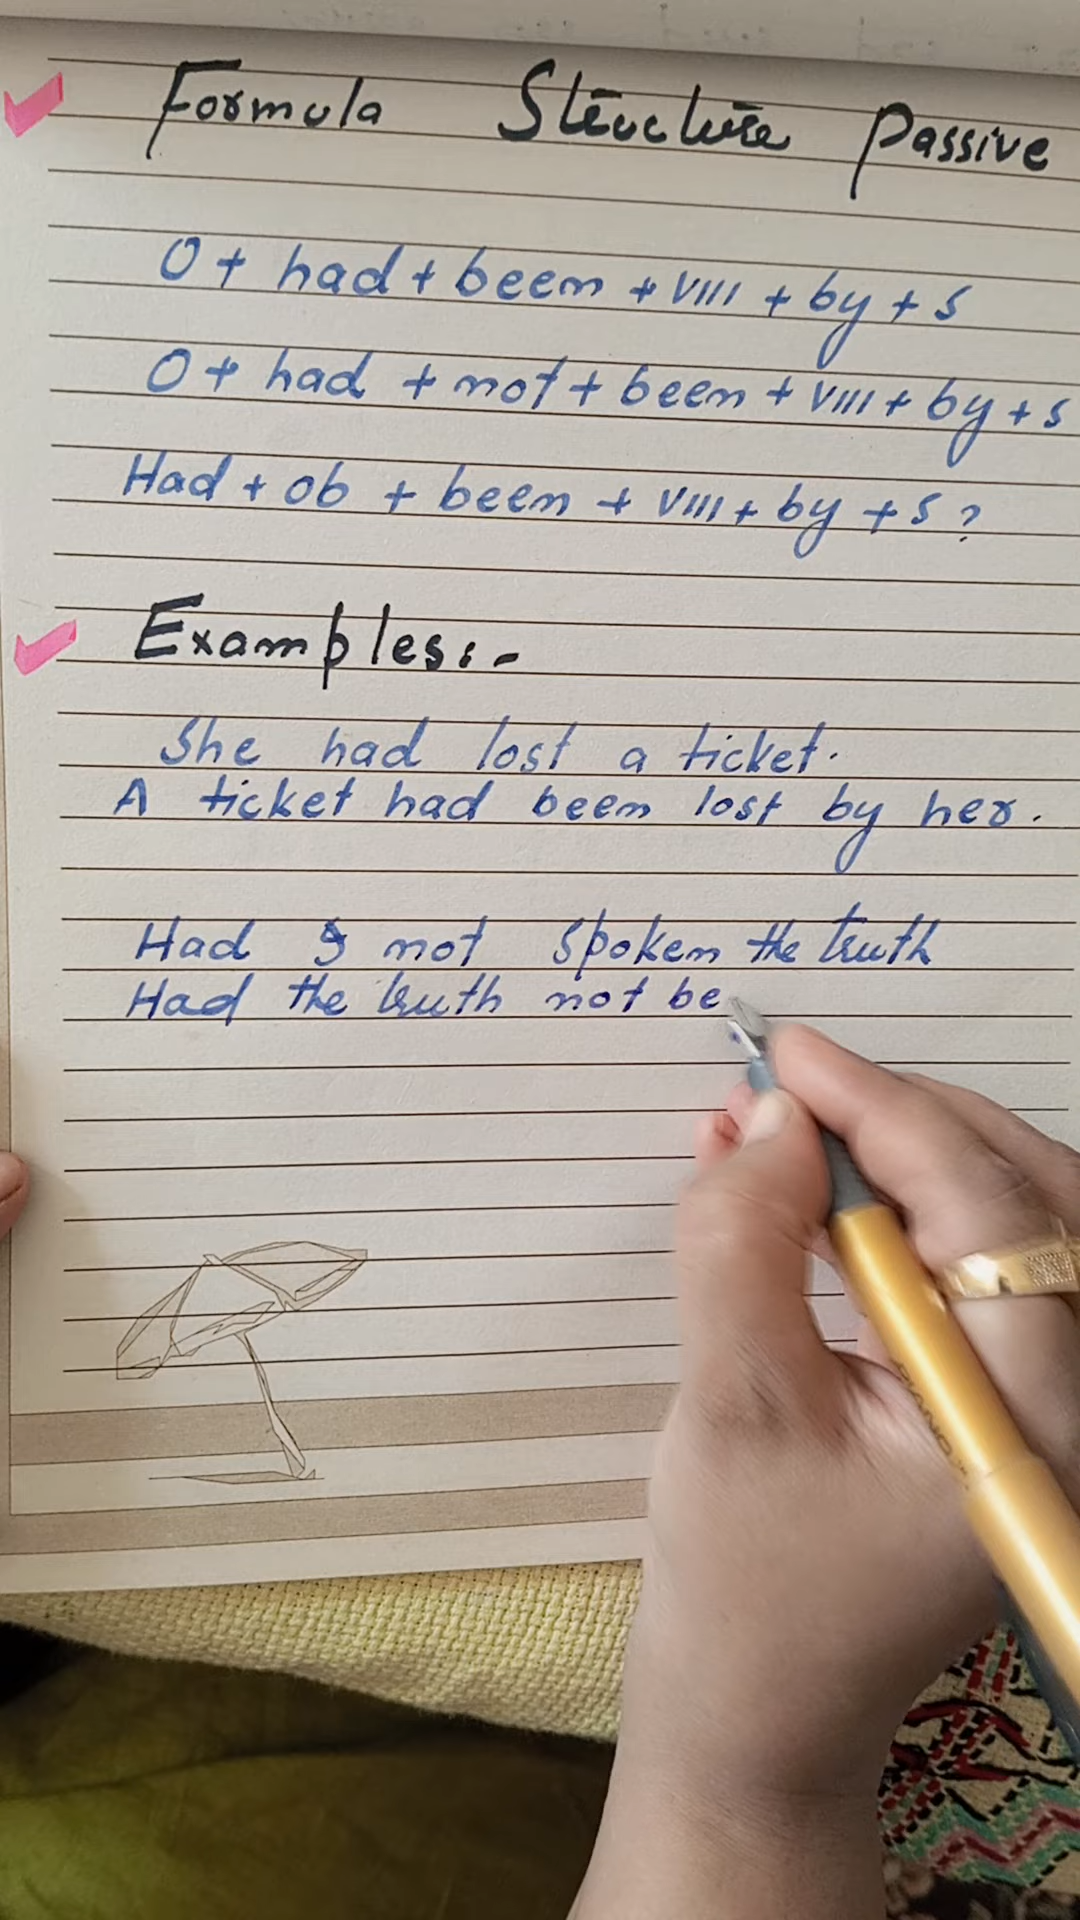 Formula Structure Passive
O + had + been + VIII + by + S
O + had + not + been + VIII + by + S
Had + Ob + been + VIII + by + S ?
Examples:-
She had lost a ticket.
A ticket had been lost by her.
Had I not spoken the truth
Had the truth not be
PIANO